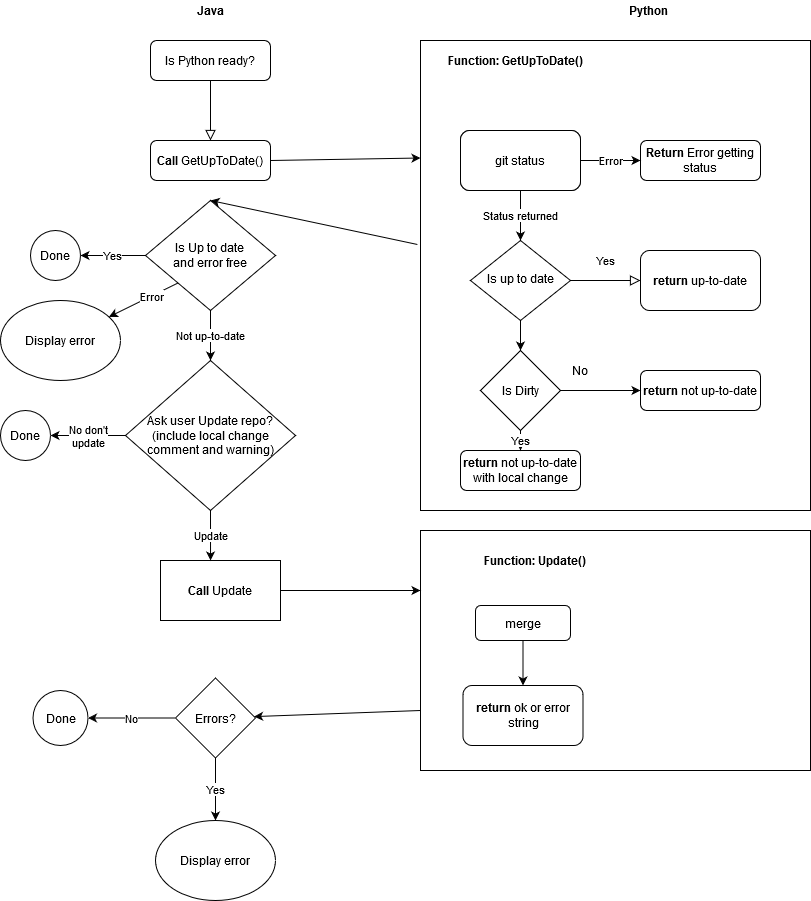 Java
Python
Is Python ready?
Function: GetUpToDate()
Call GetUpToDate()
git status
Error
Return Error getting
status
Status returned
Is Up to date
and error free
Yes
Done
Error
Display error
Is up to date
Yes
return up-to-date
Not up-to-date
Is Dirty
No
return not up-to-date
Ask user Update repo?
(include local change
comment and warning)
No don't
update
Done
Yes
return not up-to-date
with local change
Update
Call Update
Function: Update()
merge
return ok or error
string
Errors?
No
Done
Yes
Display error